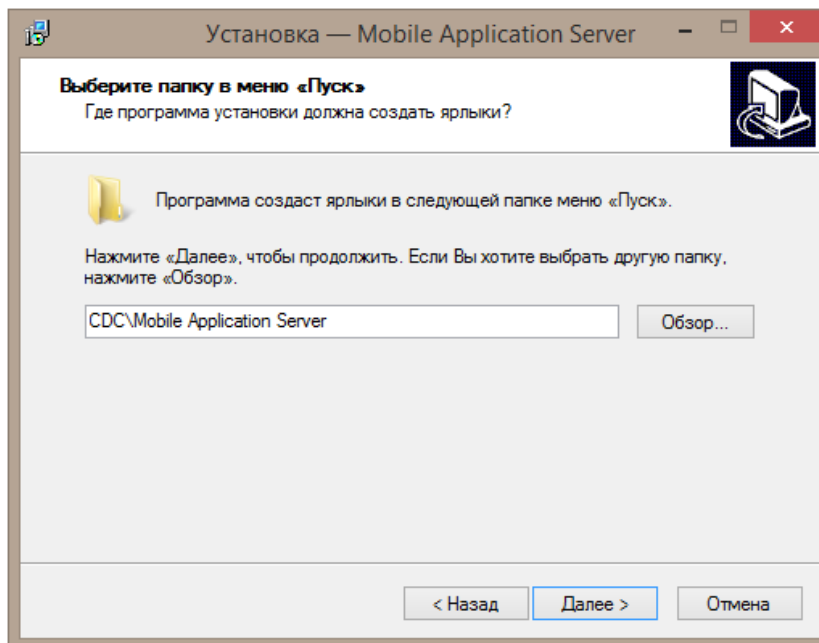 Установка — Mobile Application Server
Выберите папку в меню «Пуск»
Где программа установки должна создать ярлыки?
Программа создаст ярлыки в следующей папке меню «Пуск».
Нажмите «Далее», чтобы продолжить. Если Вы хотите выбрать другую папку,
нажмите «Обзор».
CDC\Mobile Application Server
Обзор...
< Назад
Далее >
Отмена